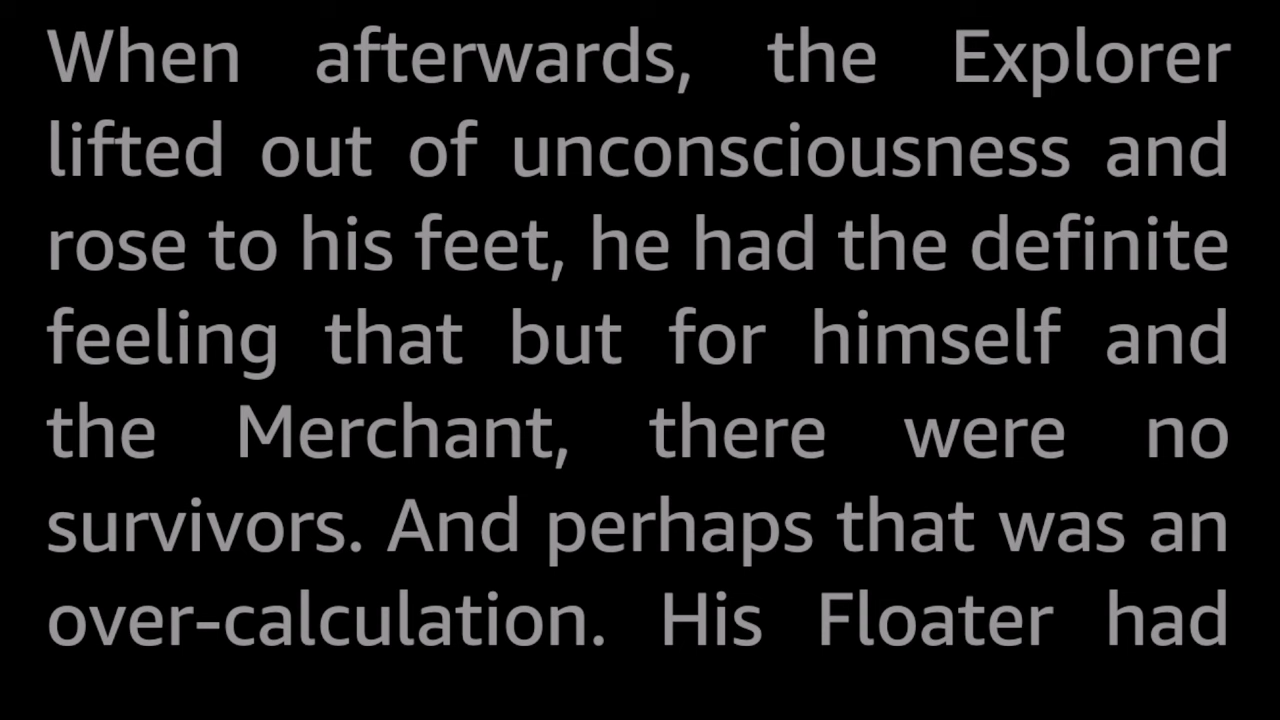 When afterwards, the Explorer
lifted out of unconsciousness and
rose to his feet, he had the definite
feeling that but for himself and
the Merchant, there were no
survivors. And perhaps that was an
over-calculation. His Floater had